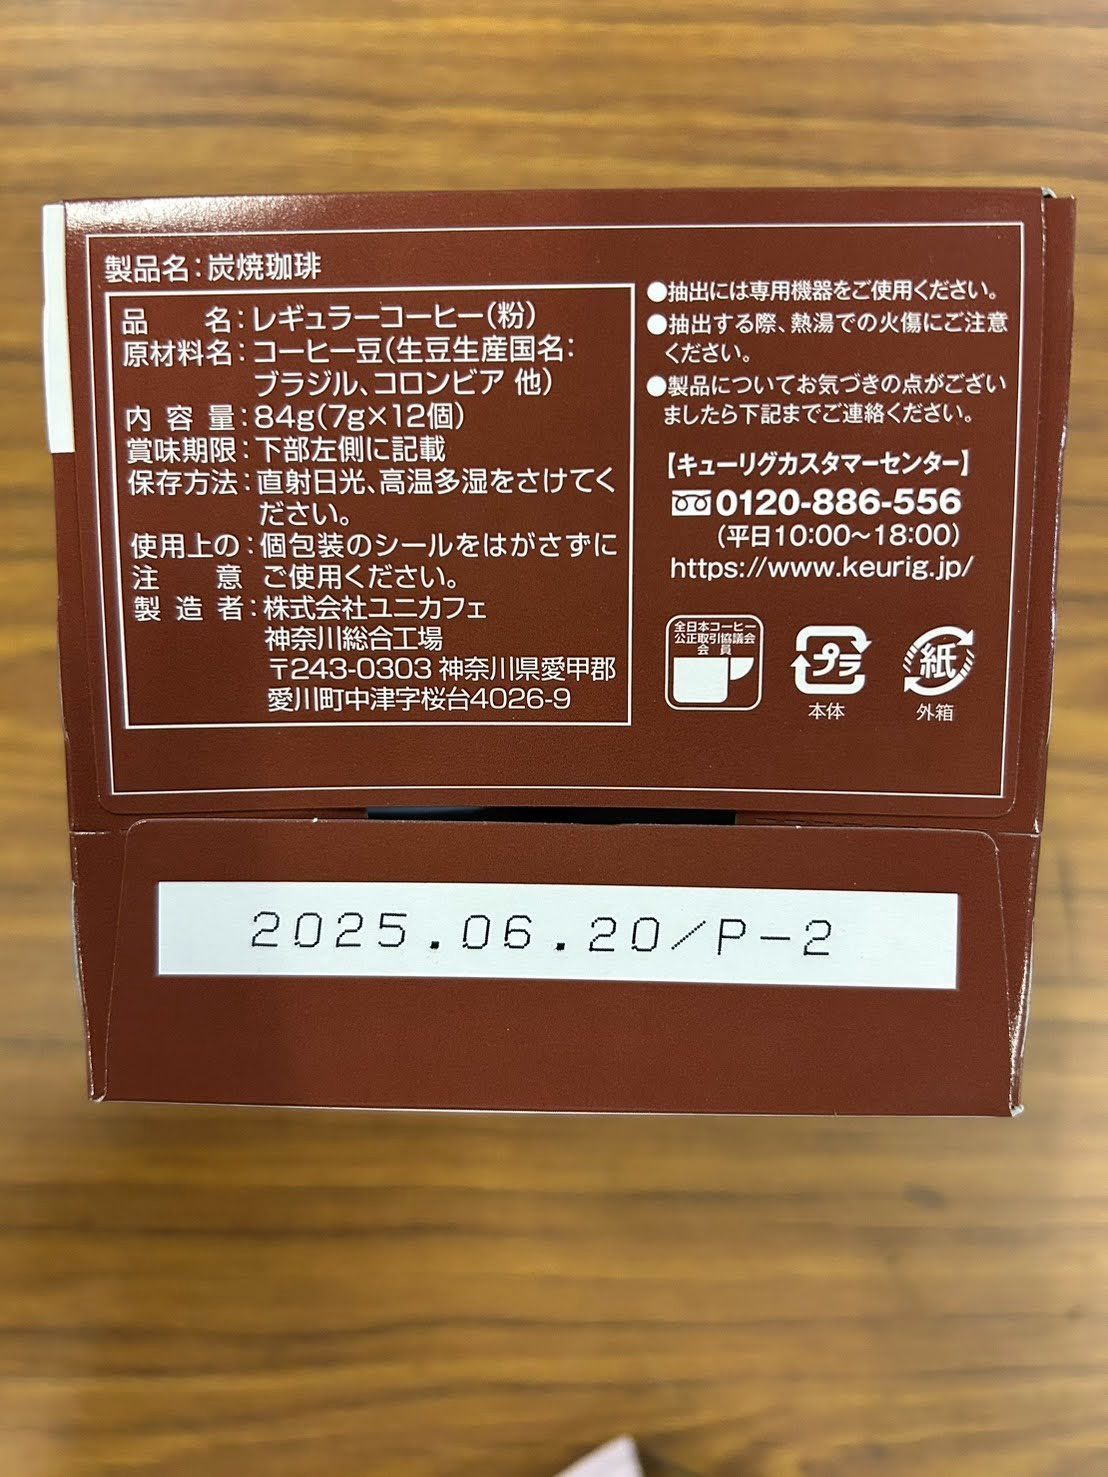 製品名:炭焼珈琲
品　　名:レギュラーコーヒー(粉)
原材料名:コーヒー豆(生豆生産国名:
ブラジル、コロンビア 他)
内 容 量:84g(7g×12個)
賞味期限:下部左側に記載
保存方法:直射日光、高温多湿をさけてく
ださい。
使用上の:個包装のシールをはがさずに
注　　意 ご使用ください。
製 造 者:株式会社ユニカフェ
神奈川総合工場
〒243-0303 神奈川県愛甲郡
愛川町中津字桜台4026-9
●抽出には専用機器をご使用ください。
●抽出する際、熱湯での火傷にご注意
ください。
●製品についてお気づきの点がござい
ましたら下記までご連絡ください。
【キューリグカスタマーセンター】
0120-886-556
(平日10:00～18:00)
https://www.keurig.jp/
全日本コーヒー
公正取引協議会
会員
プラ
本体
紙
外箱
2025.06.20/P-2